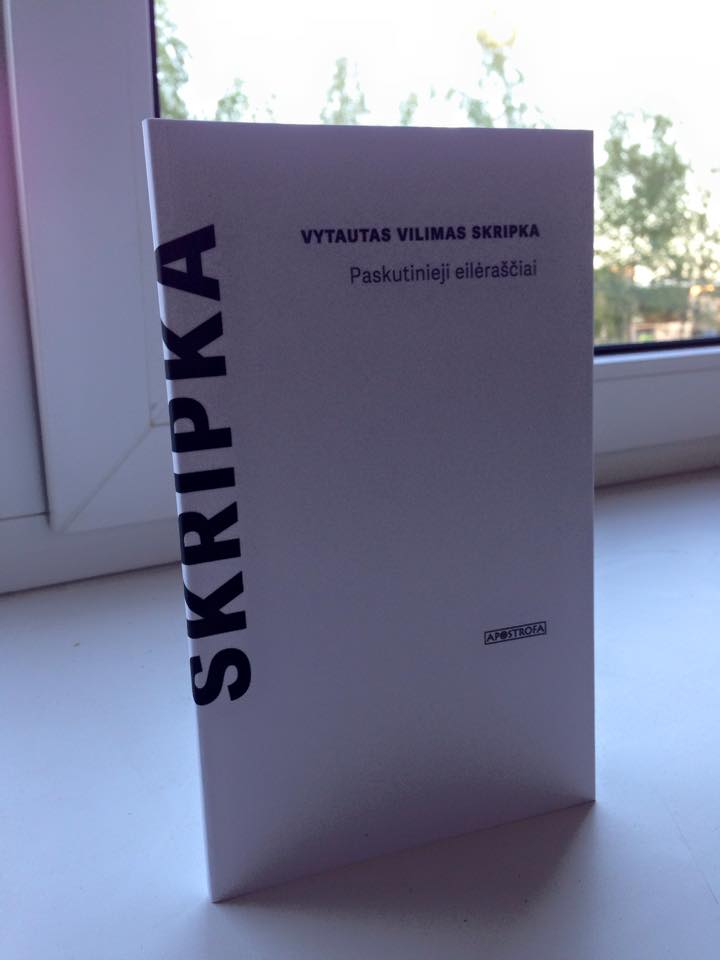 SKRIPKA
VYTAUTAS VILIMAS SKRIPKA
Paskutinieji eilėraščiai
APOSTROFA